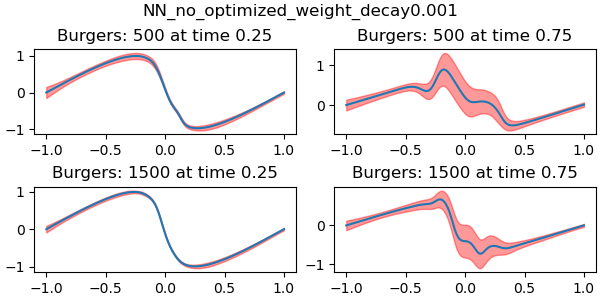 NN_no_optimized_weight_decay0.001
Burgers: 500 at time 0.25
Burgers: 500 at time 0.75
1
0
−1
−1.0 −0.5 0.0 0.5 1.0
1
0
−1.0 −0.5 0.0 0.5 1.0
Burgers: 1500 at time 0.25
Burgers: 1500 at time 0.75
1
0
−1
−1.0 −0.5 0.0 0.5 1.0
0
−1
−1.0 −0.5 0.0 0.5 1.0